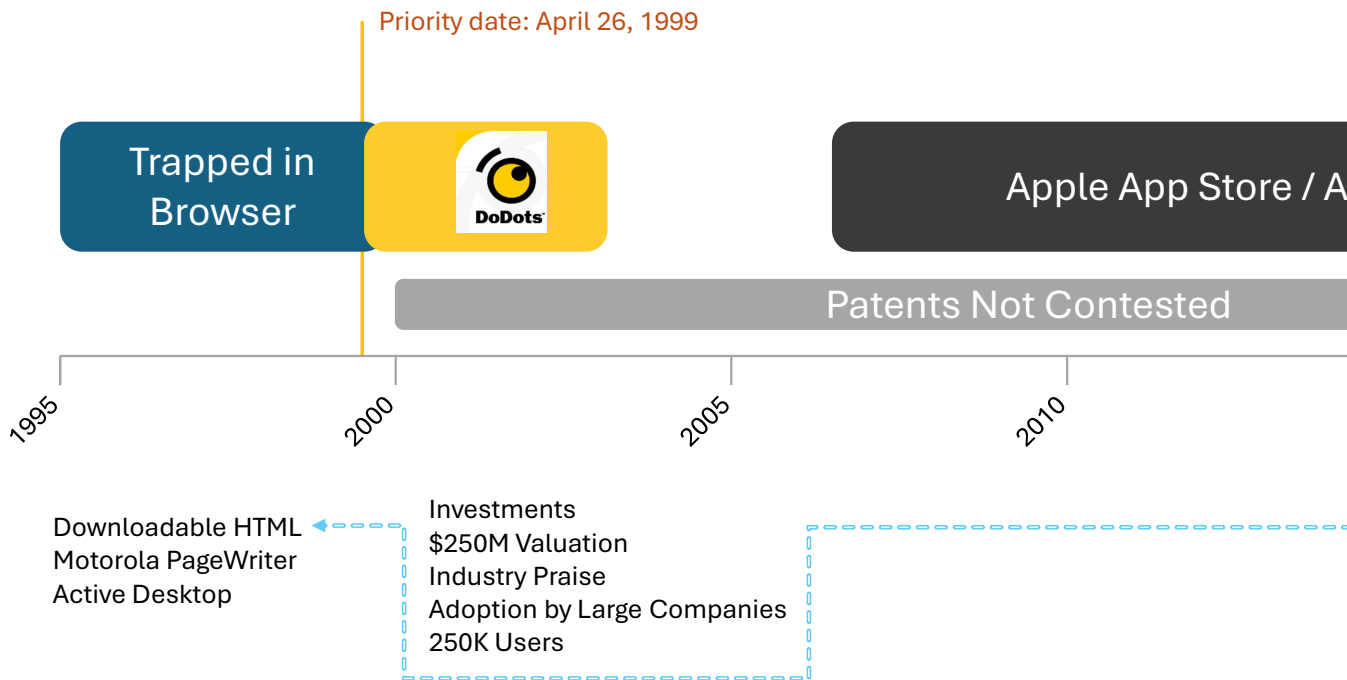 Priority date: April 26, 1999
Trapped in
Browser
DoDots
Apple App Store / A
Patents Not Contested
1995
2000
2005
2010
Downloadable HTML
Motorola PageWriter
Active Desktop
Investments
$250M Valuation
Industry Praise
Adoption by Large Companies
250K Users